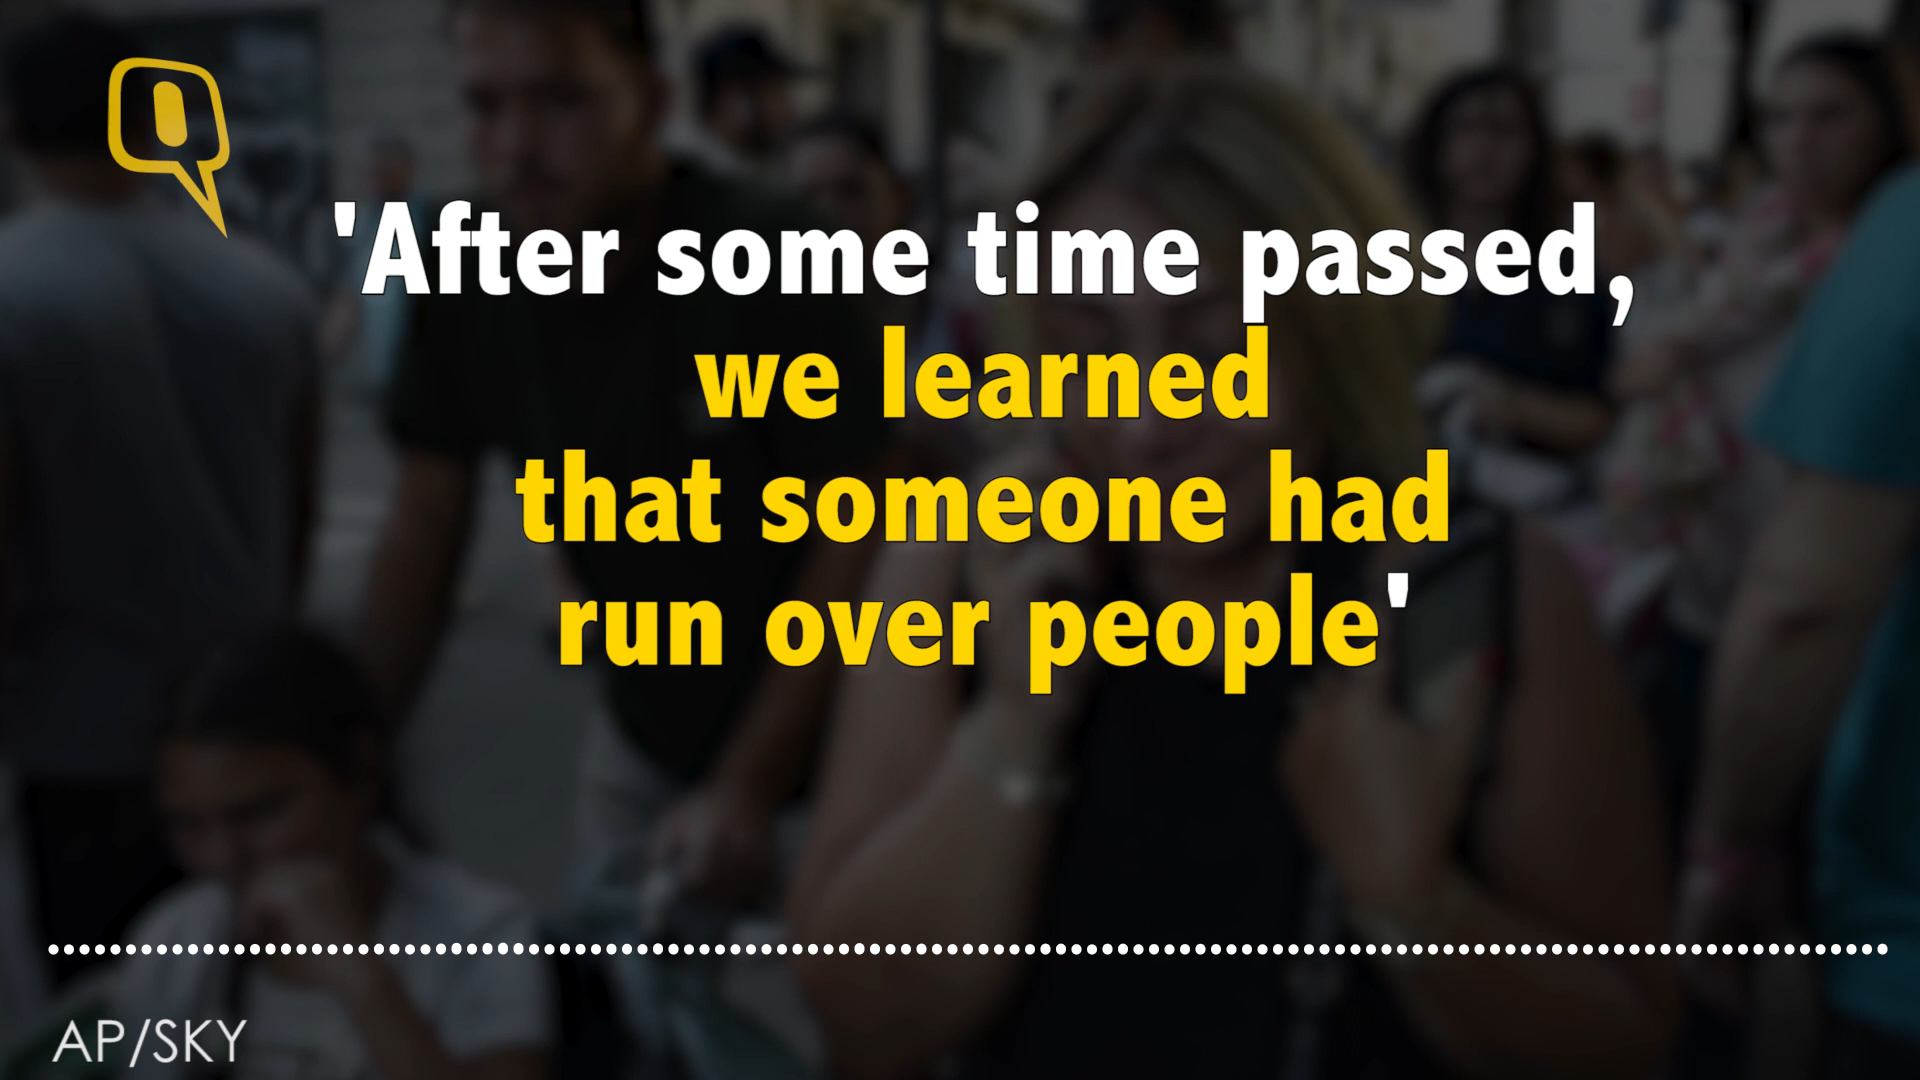 'After some time passed,
we learned
that someone had
run over people'
AP/SKY